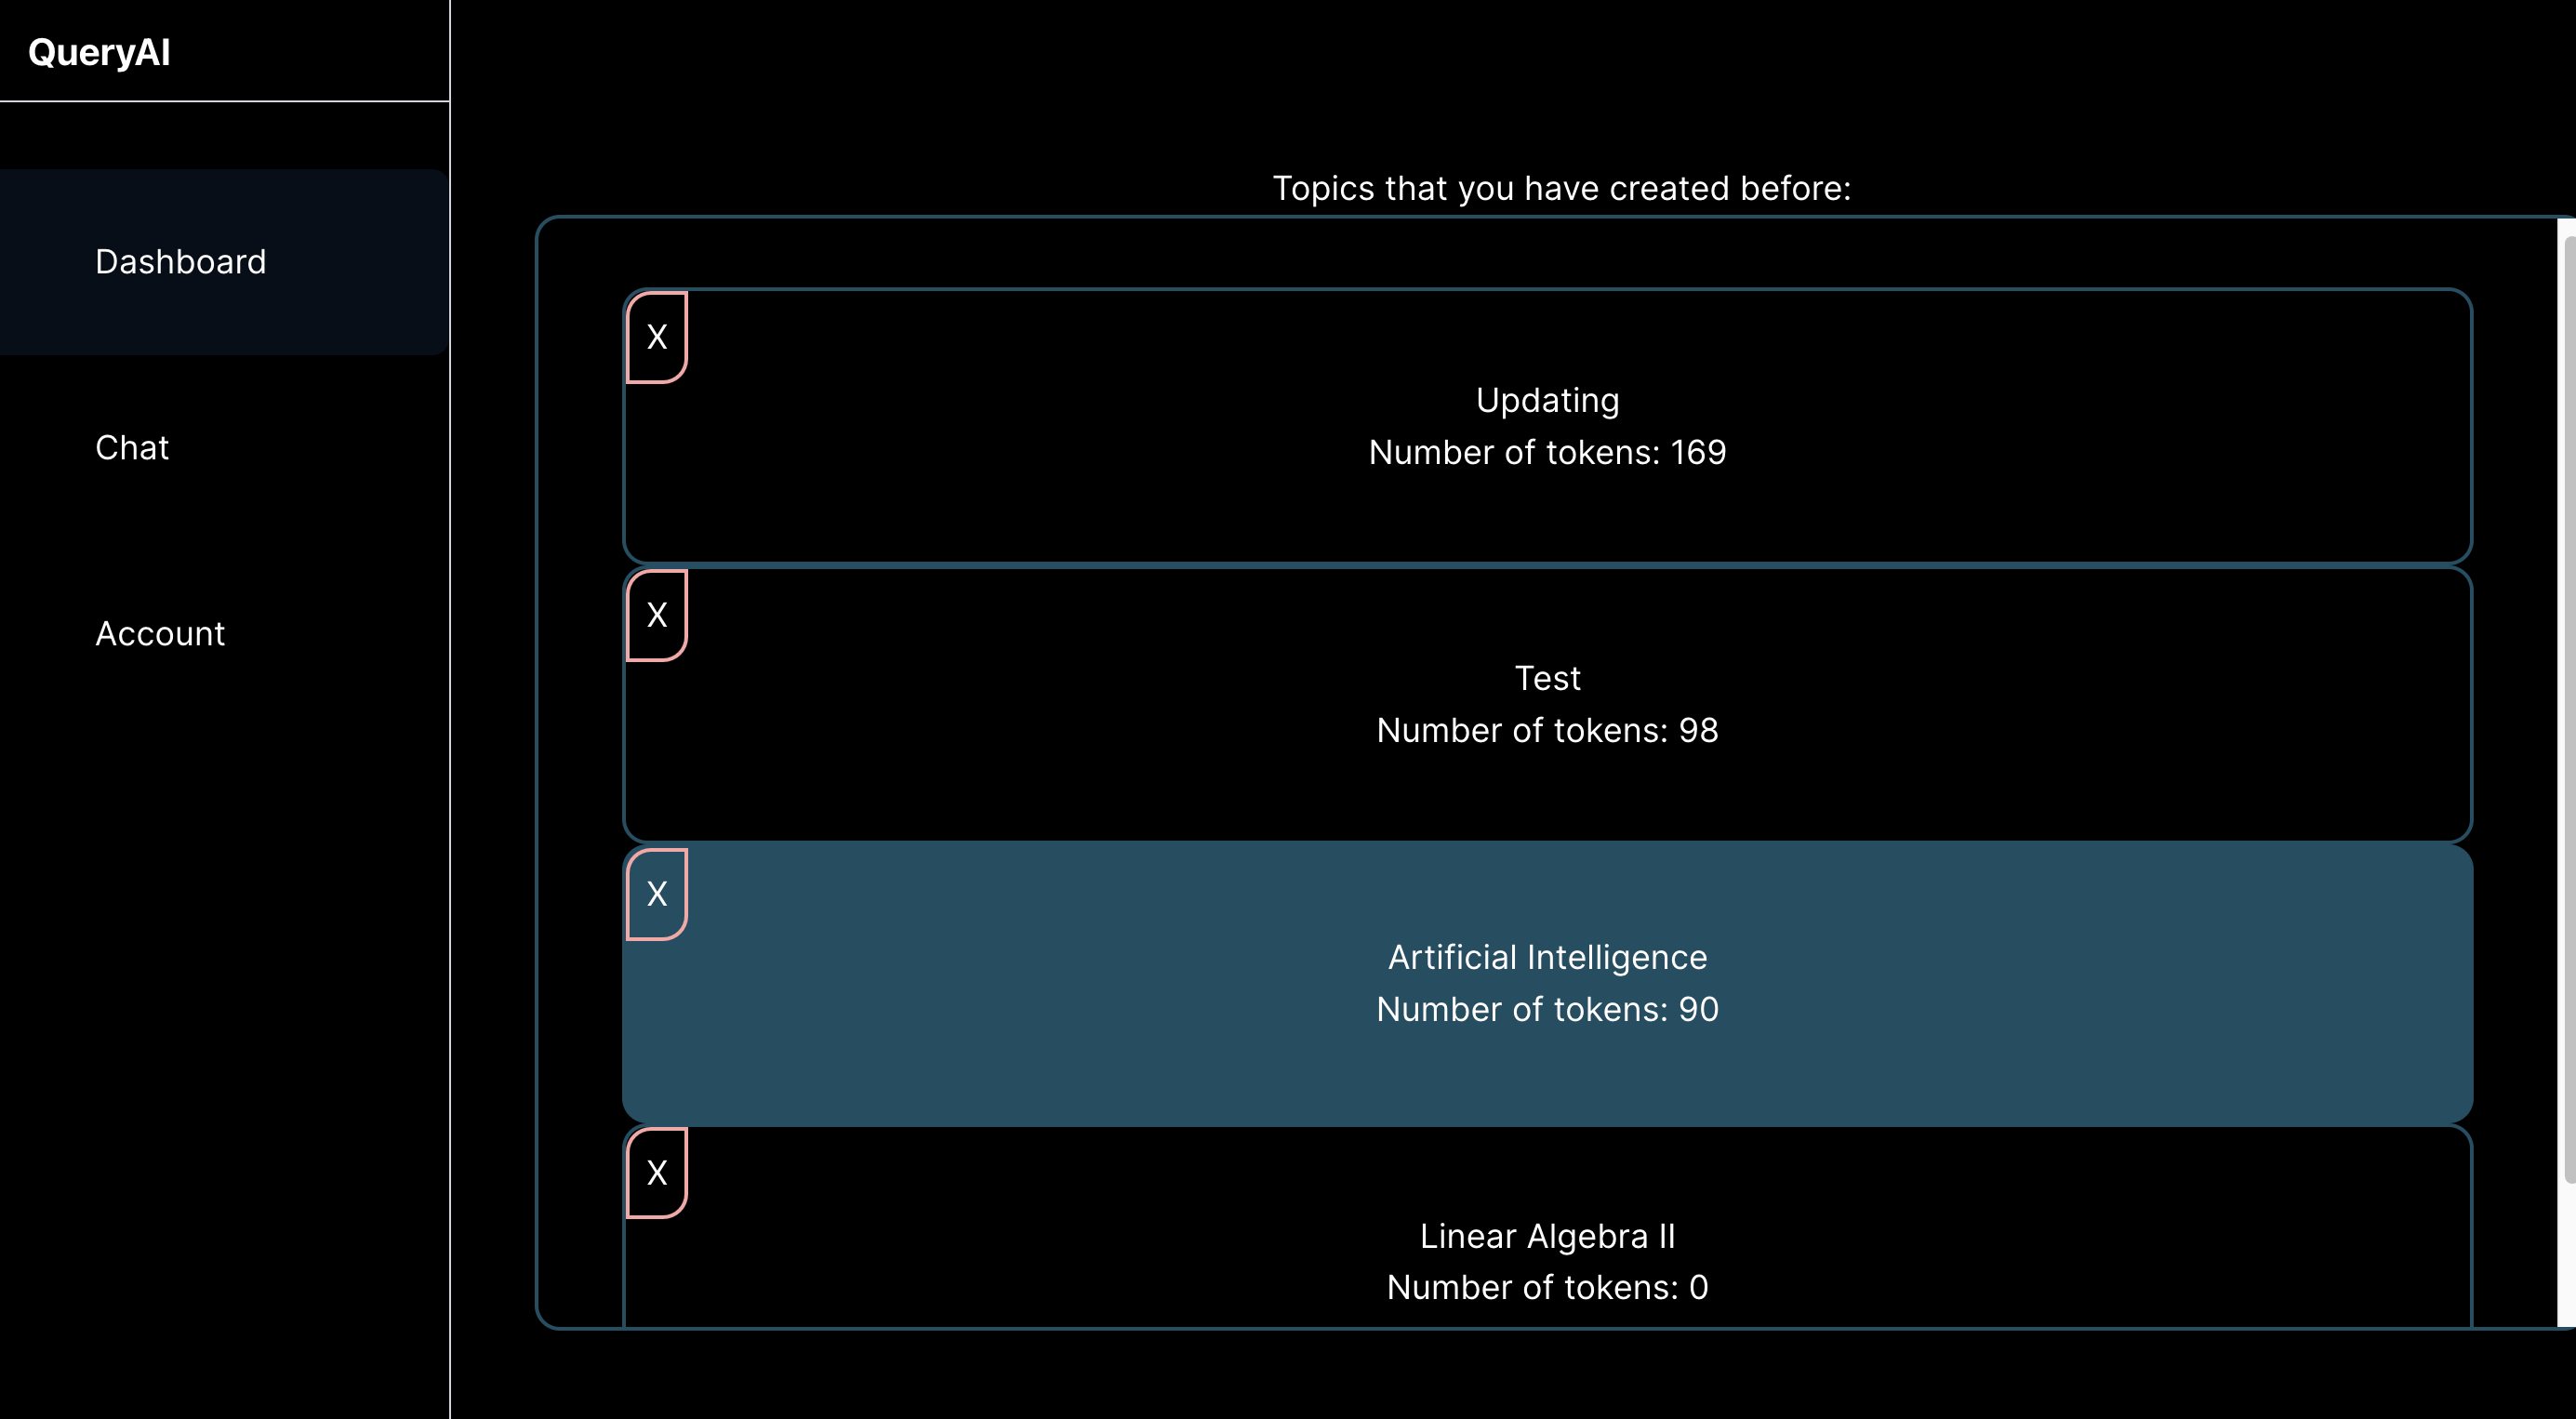 QueryAI
Dashboard
Chat
Account
Topics that you have created before:
X
Updating
Number of tokens: 169
X
Test
Number of tokens: 98
X
Artificial Intelligence
Number of tokens: 90
X
Linear Algebra II
Number of tokens: 0